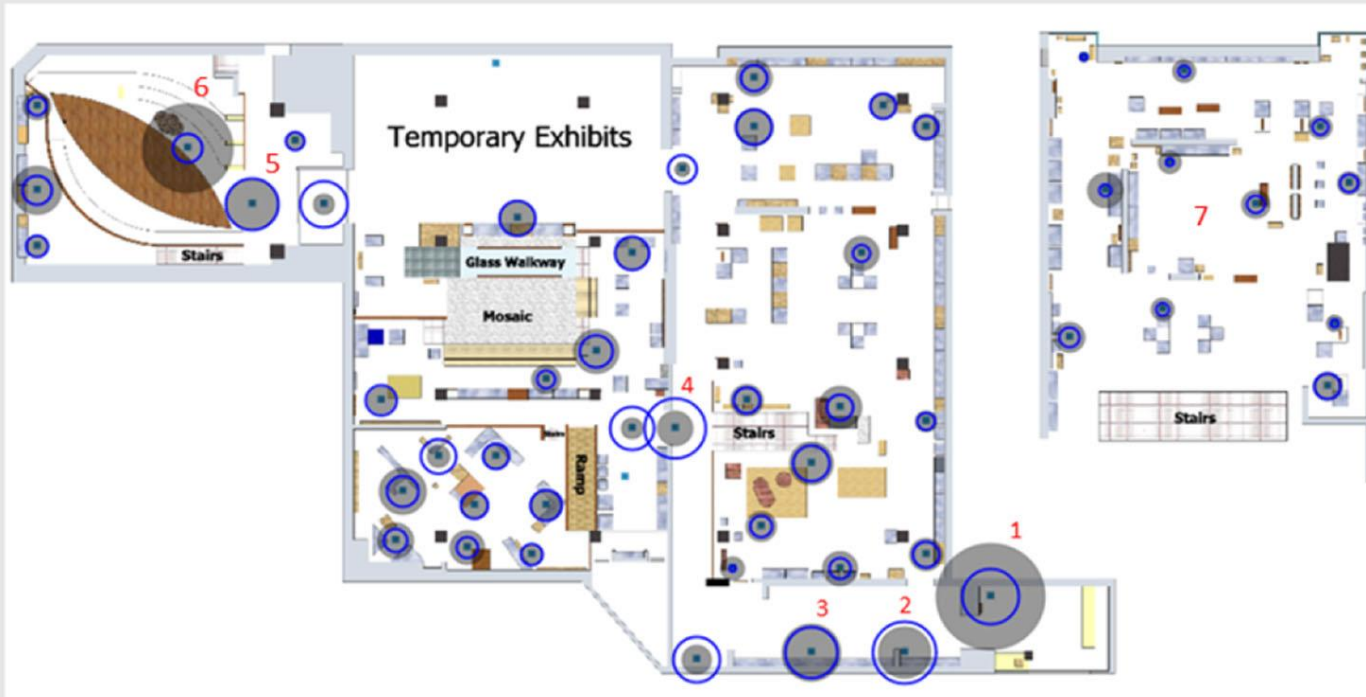 6
Temporary Exhibits
5
7
Stairs
Glass Walkway
Mosaic
4
Stairs
Stairs
Ramp
1
3
2